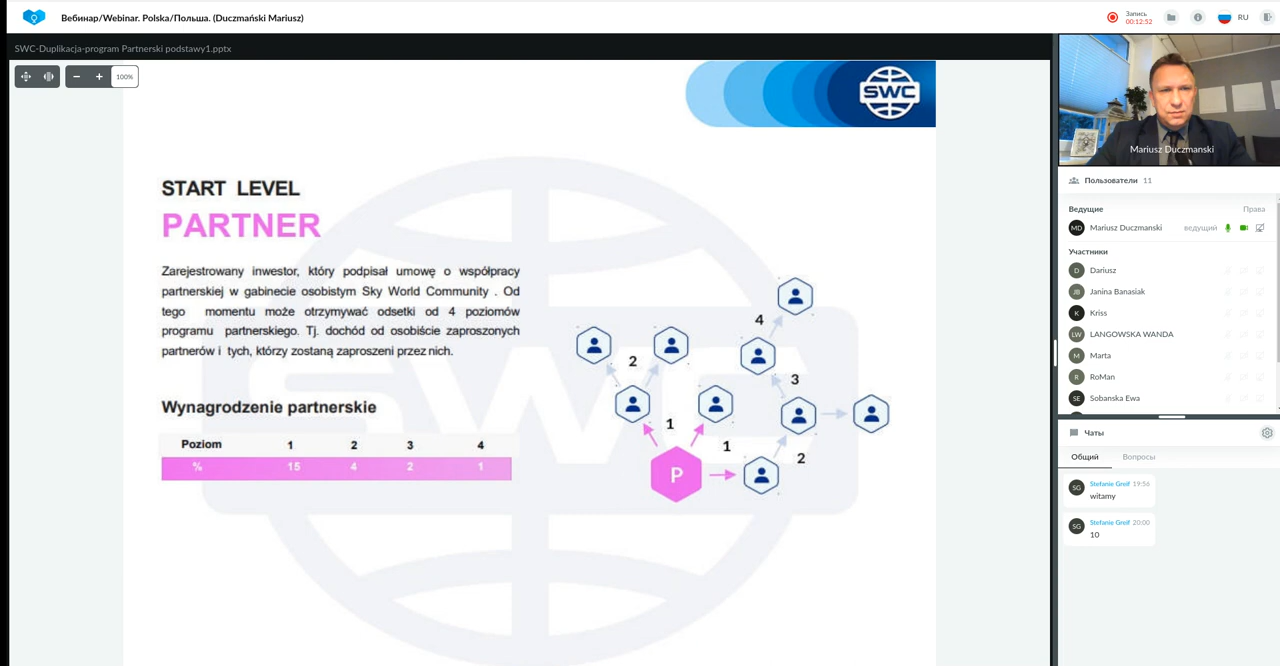 Вебинар/Webinar. Polska/Польша. (Duczmański Mariusz)
Запись
00:12:52
RU
SWC-Duplikacja-program Partnerski podstawy1.pptx
100%
SWC
START LEVEL
PARTNER
Zarejestrowany inwestor, który podpisał umowę o współpracy
partnerskiej w gabinecie osobistym Sky World Community . Od
tego momentu może otrzymywać odsetki od 4 poziomów
programu partnerskiego. Tj. dochód od osobiście zaproszonych
partnerów i tych, którzy zostaną zaproszeni przez nich.
Wynagrodzenie partnerskie
Poziom 1 2 3 4
% 15 4 2 1
4
2
3
1
1
2
P
SWC
Mariusz Duczmanski
Пользователи 11
Ведущие Права
MD Mariusz Duczmanski ведущий
Участники
D Dariusz
JB Janina Banasiak
K Kriss
LW LANGOWSKA WANDA
M Marta
R RoMan
SE Sobanska Ewa
Чаты
Общий Вопросы
SG Stefanie Greif 19:56
witamy
SG Stefanie Greif 20:00
10